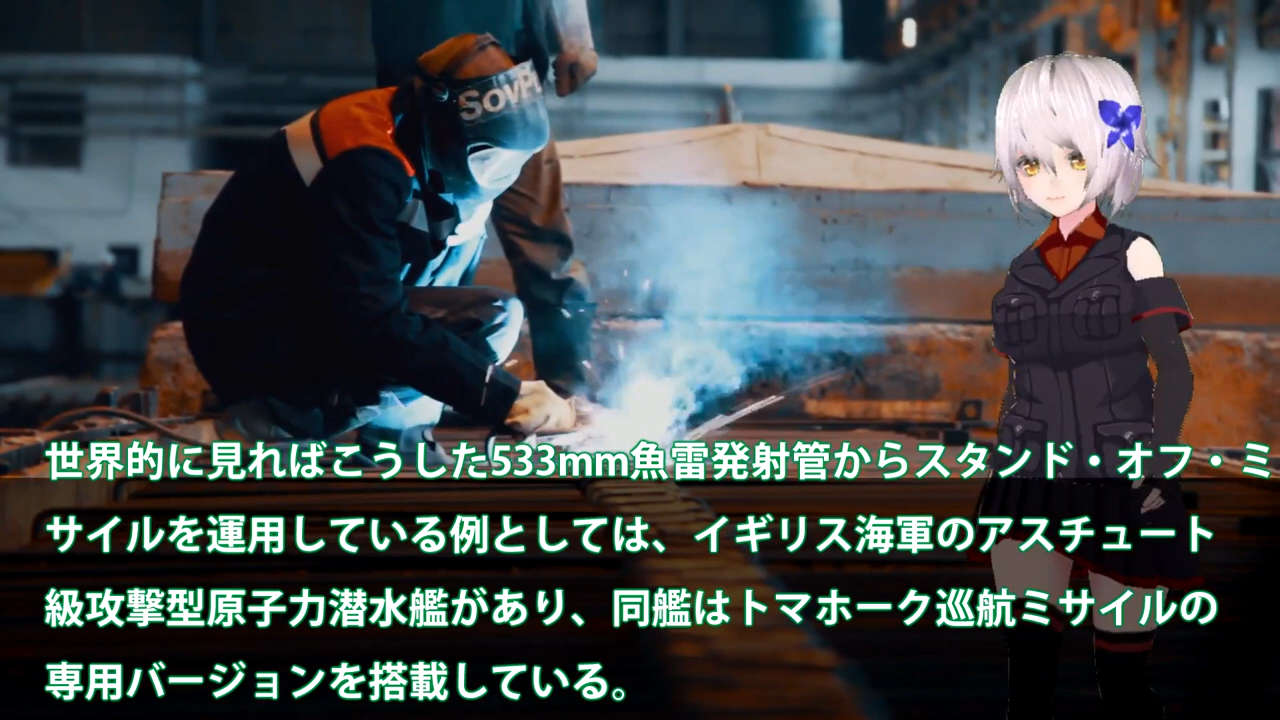 SovPl
世界的に見ればこうした533mm魚雷発射管からスタンド・オフ・ミ
サイルを運用している例としては、イギリス海軍のアスチュート
級攻撃型原子力潜水艦があり、同艦はトマホーク巡航ミサイルの
専用バージョンを搭載している。